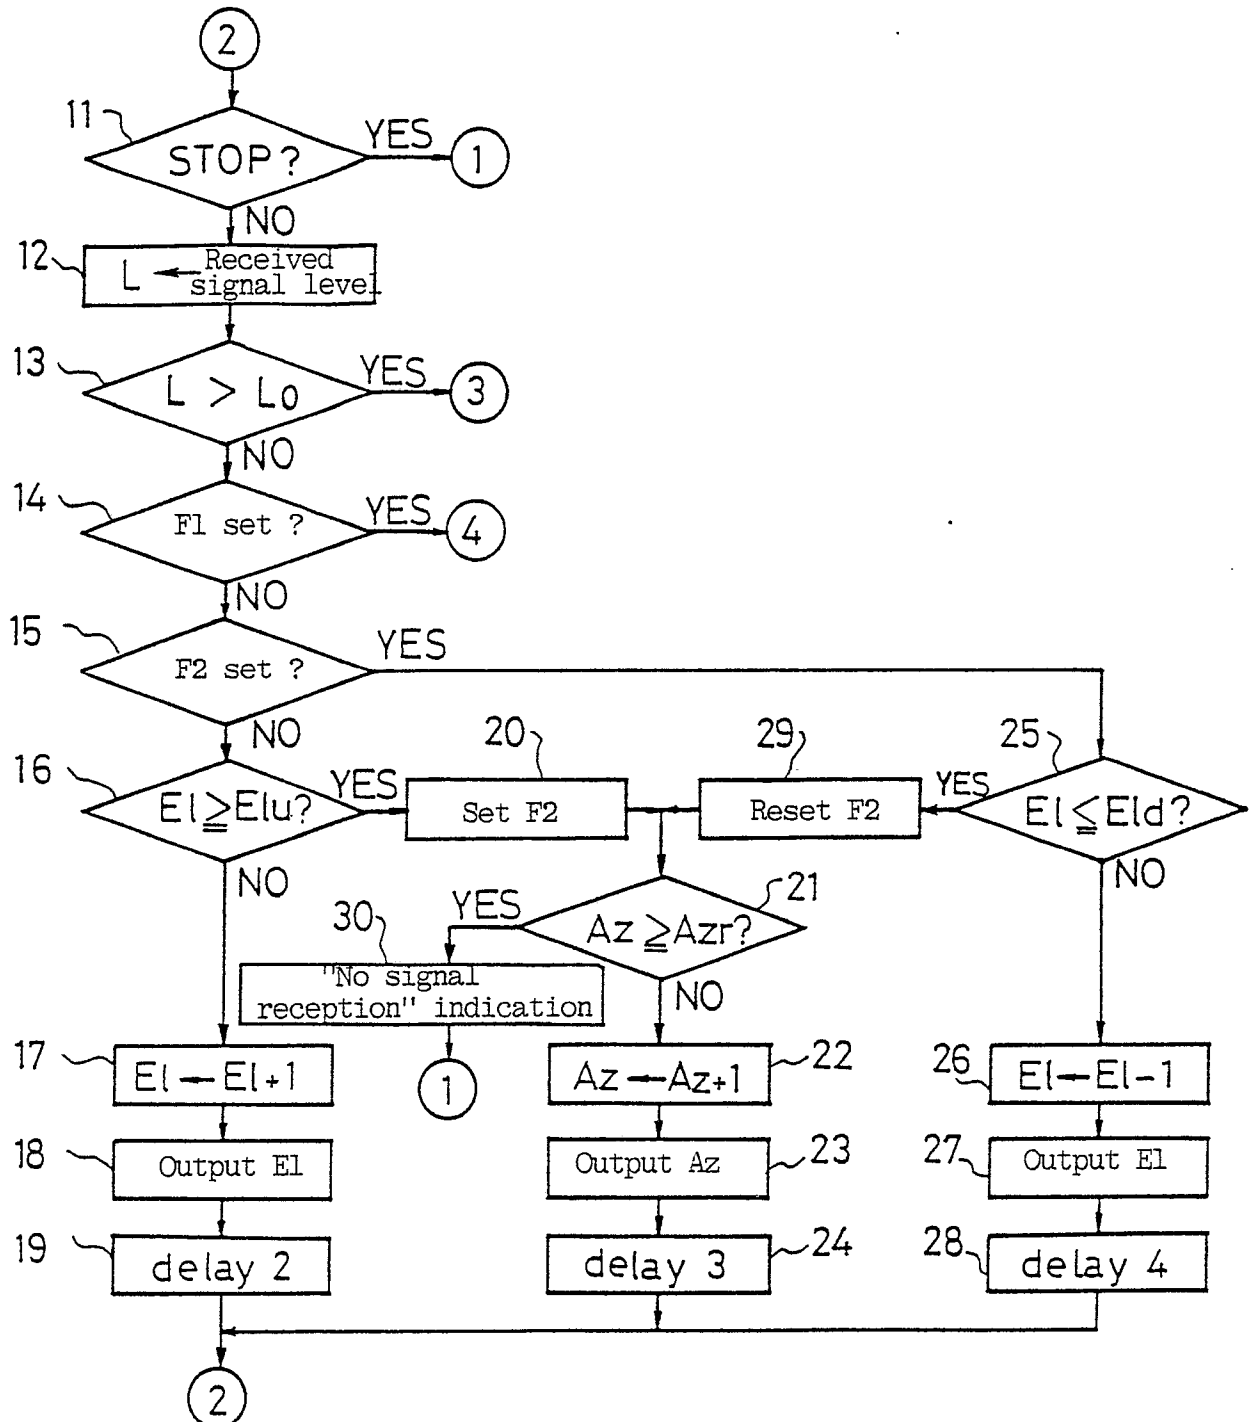 2
11
STOP?
YES
1
NO
12
L ← Received
signal level
13
L > Lo
YES
3
NO
14
F1 set ?
YES
4
NO
15
F2 set ?
YES
NO
16
El ≧ Elu?
YES
20
Set F2
29
Reset F2
YES
25
El ≦ Eld?
NO
NO
21
Az ≧ Azr?
YES
30
"No signal
reception" indication
1
NO
17
El ← El+1
22
Az ← Az+1
26
El ← El−1
18
Output El
23
Output Az
27
Output El
19
delay 2
24
delay 3
28
delay 4
2